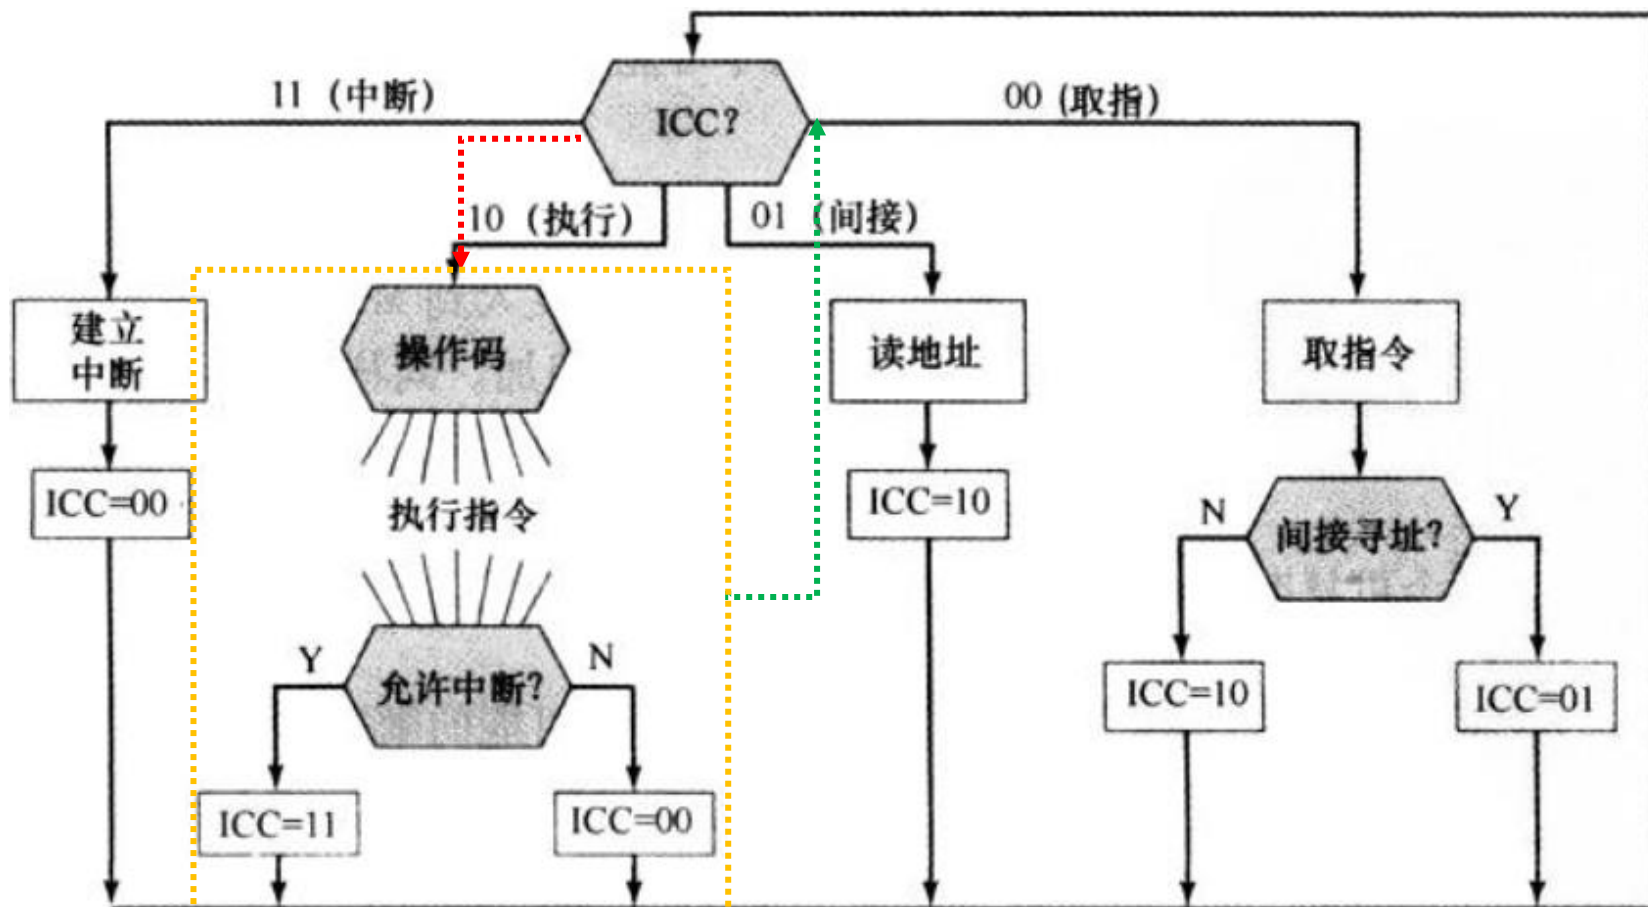 ICC?
11 (中断)
00 (取指)
10 (执行)
01 (间接)
建立
中断
操作码
读地址
取指令
ICC=00
执行指令
ICC=10
N
间接寻址?
Y
Y
允许中断?
N
ICC=10
ICC=01
ICC=11
ICC=00